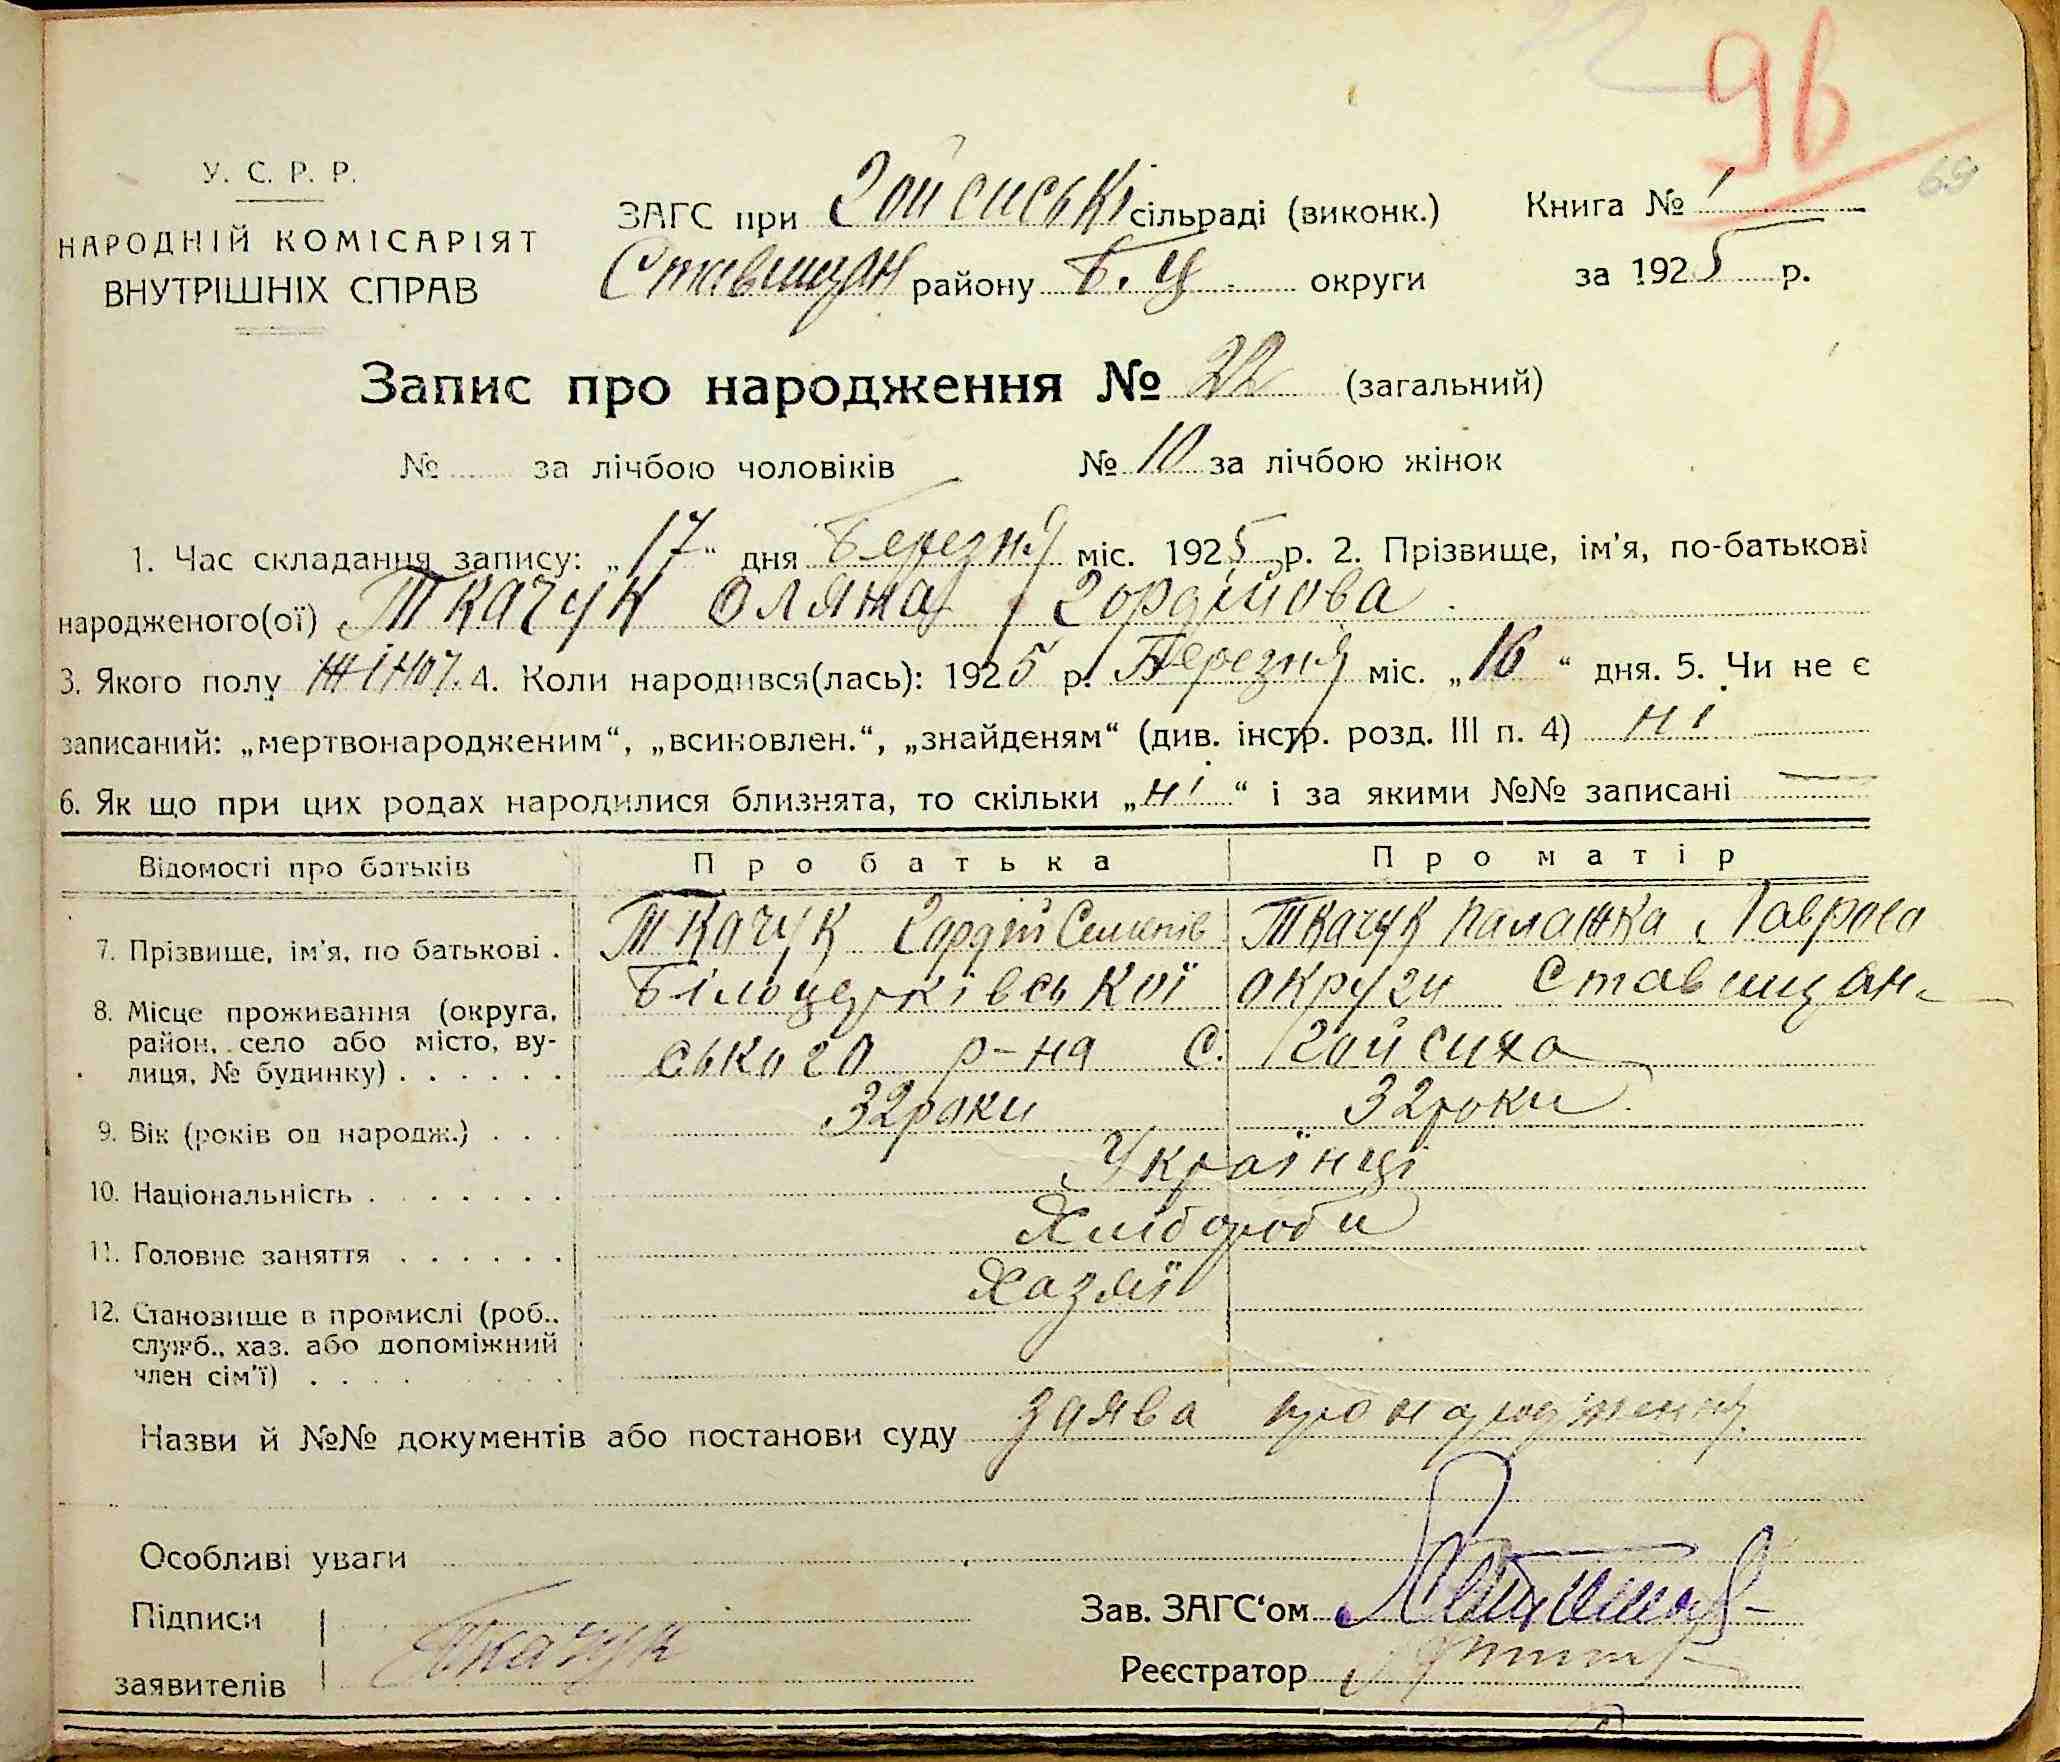 96
69
У. С. Р. Р.
НАРОДНІЙ КОМІСАРІЯТ
ВНУТРІШНІХ СПРАВ
ЗАГС при Гойсиські сільраді (виконк.)
Ставищан району Б. Ц. округи
Книга № 1
за 1925 р.
Запис про народження № 22 (загальний)
№ за лічбою чоловіків № 10 за лічбою жінок
1. Час складання запису: „17“ дня Березня міс. 1925 р. 2. Прізвище, ім'я, по-батькові
народженого(ої) Ткачук Оляна Гордійова
3. Якого полу жіноч. 4. Коли народився(лась): 1925 р. Березня міс. „16“ дня. 5. Чи не є
записаний: „мертвонародженим“, „всиновлен.“, „знайденям“ (див. інстр. розд. III п. 4) ні
6. Як що при цих родах народилися близнята, то скільки „ні“ і за якими №№ записані —
Відомості про батьків Про батька Про матір
7. Прізвище, ім'я, по батькові . Ткачук Гордій Семенів Ткачук Палажка Лаврова
8. Місце проживання (округа, Білоцерківської округи Ставищан-
район, село або місто, ву- ського р-на с. Гойсиха
лиця, № будинку) . . . . . .
9. Вік (років од народж.) . . . 32 роки 32 роки
10. Національність . . . . . . . Українці
11. Головне заняття . . . . . . Хлібороби
12. Становище в промислі (роб., Хазяї
служб., хаз. або допоміжний
член сім'ї) . . . . . . . .
Назви й №№ документів або постанови суду заява про народження.
Особливі уваги
Підписи
заявителів Ткачук
Зав. ЗАГС'ом
Реєстратор